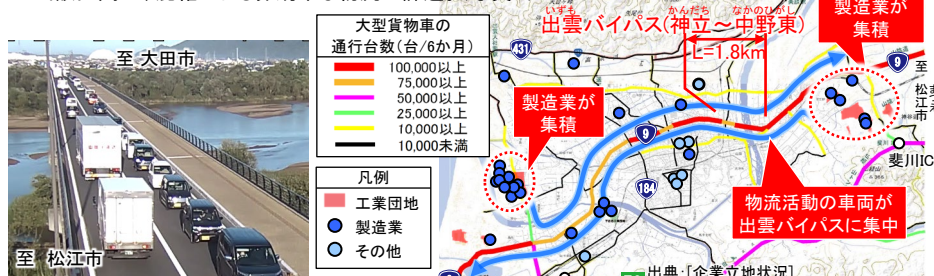 至 大田市
至 松江市
大型貨物車の
通行台数(台/6か月)
100,000以上
75,000以上
50,000以上
25,000以上
10,000以上
10,000未満
凡例
工業団地
製造業
その他
いずも かんだち なかのひがし
出雲バイパス(神立～中野東)
L=1.8km
製造業が
集積
431
9
至
松江市
製造業が
集積
9
184
斐川IC
物流活動の車両が
出雲バイパスに集中
9
出典:[企業立地状況]